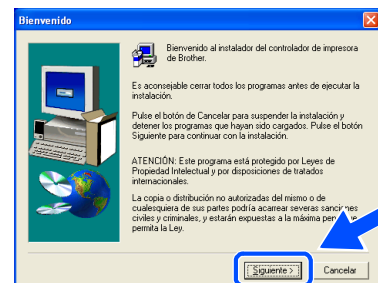 Bienvenido
Bienvenido al instalador del controlador de impresora
de Brother.
Es aconsejable cerrar todos los programas antes de ejecutar la
instalación.
Pulse el botón de Cancelar para suspender la instalación y
detener los programas que hayan sido cargados. Pulse el botón
Siguiente para continuar con la instalación.
ATENCIÓN: Este programa está protegido por Leyes de
Propiedad Intelectual y por disposiciones de tratados
internacionales.
La copia o distribución no autorizadas del mismo o de
cualesquiera de sus partes podría acarrear severas sanciones
civiles y criminales, y estarán expuestas a la máxima que
permita la Ley.
Siguiente >
Cancelar